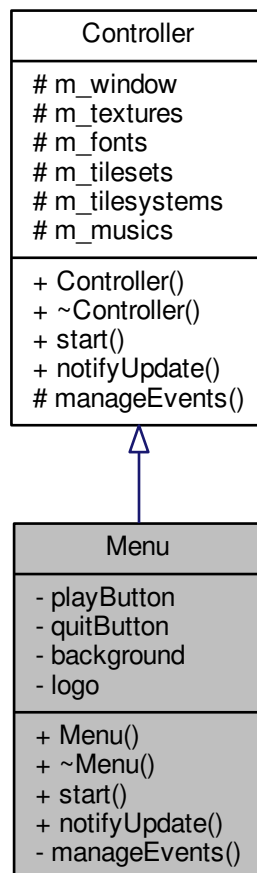 Controller
# m_window
# m_textures
# m_fonts
# m_tilesets
# m_tilesystems
# m_musics
+ Controller()
+ ~Controller()
+ start()
+ notifyUpdate()
# manageEvents()
Menu
- playButton
- quitButton
- background
- logo
+ Menu()
+ ~Menu()
+ start()
+ notifyUpdate()
- manageEvents()